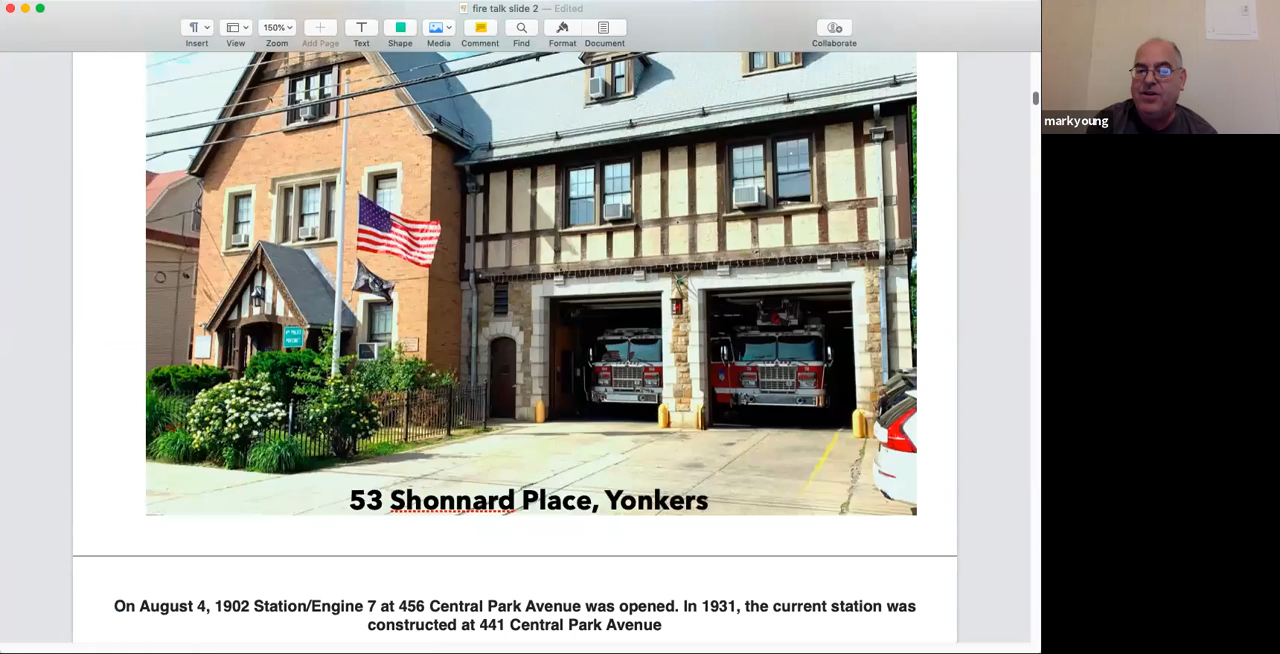 fire talk slide 2 — Edited
150%
Insert View Zoom Add Page Text Shape Media Comment Find Format Document Collaborate
markyoung
53 Shonnard Place, Yonkers
On August 4, 1902 Station/Engine 7 at 456 Central Park Avenue was opened. In 1931, the current station was
constructed at 441 Central Park Avenue